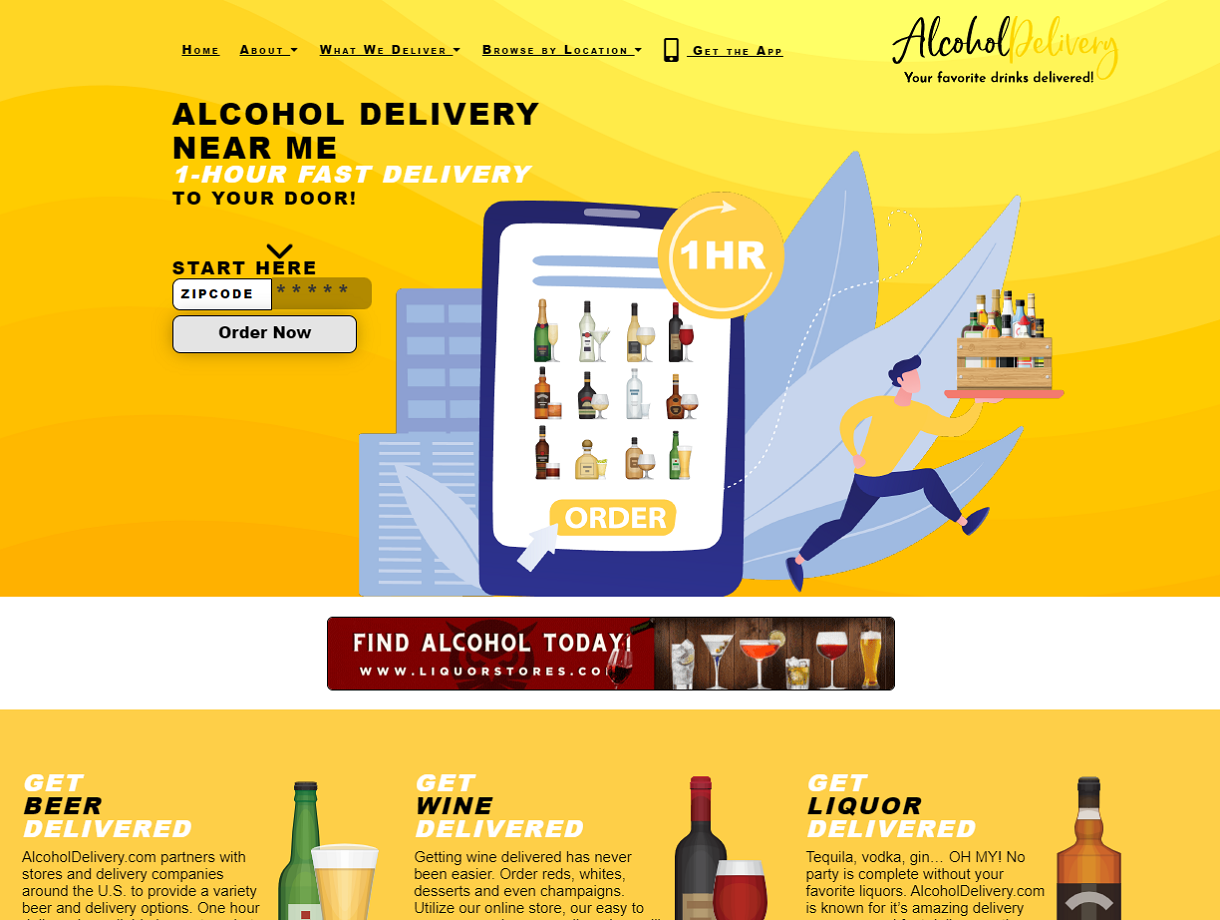 Home
About
What We Deliver
Browse by Location
Get the App
Alcohol Delivery
Your favorite drinks delivered!
ALCOHOL DELIVERY
NEAR ME
1-HOUR FAST DELIVERY
TO YOUR DOOR!
START HERE
ZIPCODE
*****
Order Now
1HR
ORDER
FIND ALCOHOL TODAY!
WWW.LIQUORSTORES.CO
GET
BEER
DELIVERED
AlcoholDelivery.com partners with
stores and delivery companies
around the U.S. to provide a variety
beer and delivery options. One hour
GET
WINE
DELIVERED
Getting wine delivered has never
been easier. Order reds, whites,
desserts and even champaigns.
Utilize our online store, our easy to
GET
LIQUOR
DELIVERED
Tequila, vodka, gin… OH MY! No
party is complete without your
favorite liquors. AlcoholDelivery.com
is known for it's amazing delivery